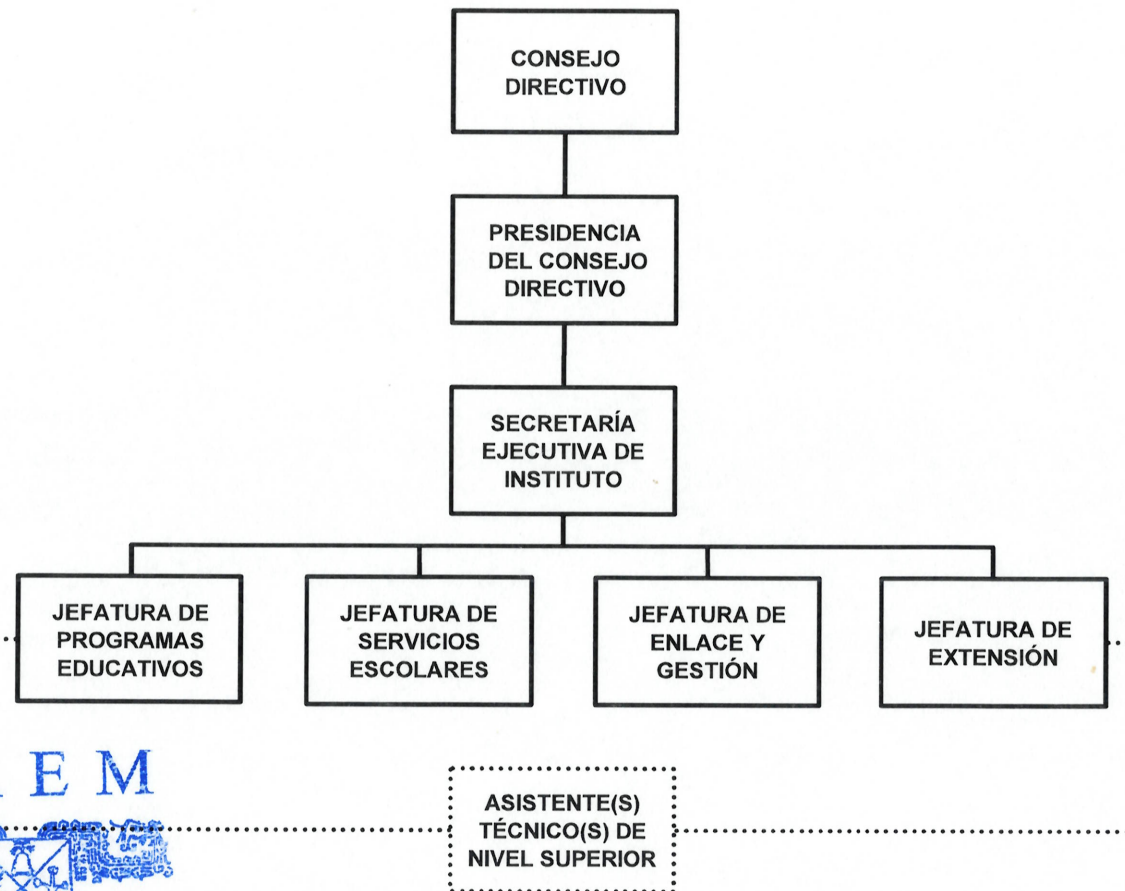 CONSEJO
DIRECTIVO
PRESIDENCIA
DEL CONSEJO
DIRECTIVO
SECRETARÍA
EJECUTIVA DE
INSTITUTO
JEFATURA DE
PROGRAMAS
EDUCATIVOS
JEFATURA DE
SERVICIOS
ESCOLARES
JEFATURA DE
ENLACE Y
GESTIÓN
JEFATURA DE
EXTENSIÓN
E M
ASISTENTE(S)
TÉCNICO(S) DE
NIVEL SUPERIOR